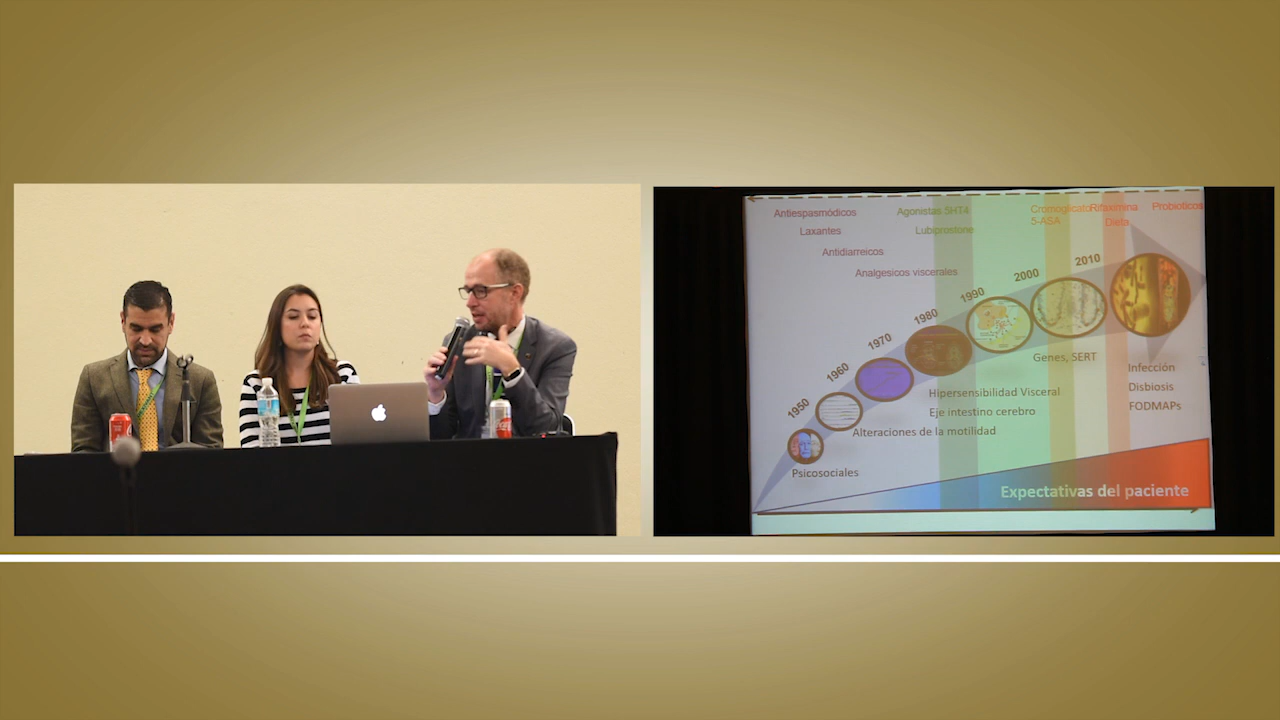 Antiespasmódicos
Agonistas 5HT4
Cromoglicato
Rifaximina
Probioticos
5-ASA
Dieta
Laxantes
Lubiprostone
Antidiarreicos
Analgesicos viscerales
1950
1960
1970
1980
1990
2000
2010
Genes, SERT
Infección
Disbiosis
FODMAPs
Hipersensibilidad Visceral
Eje intestino cerebro
Alteraciones de la motilidad
Psicosociales
Expectativas del paciente